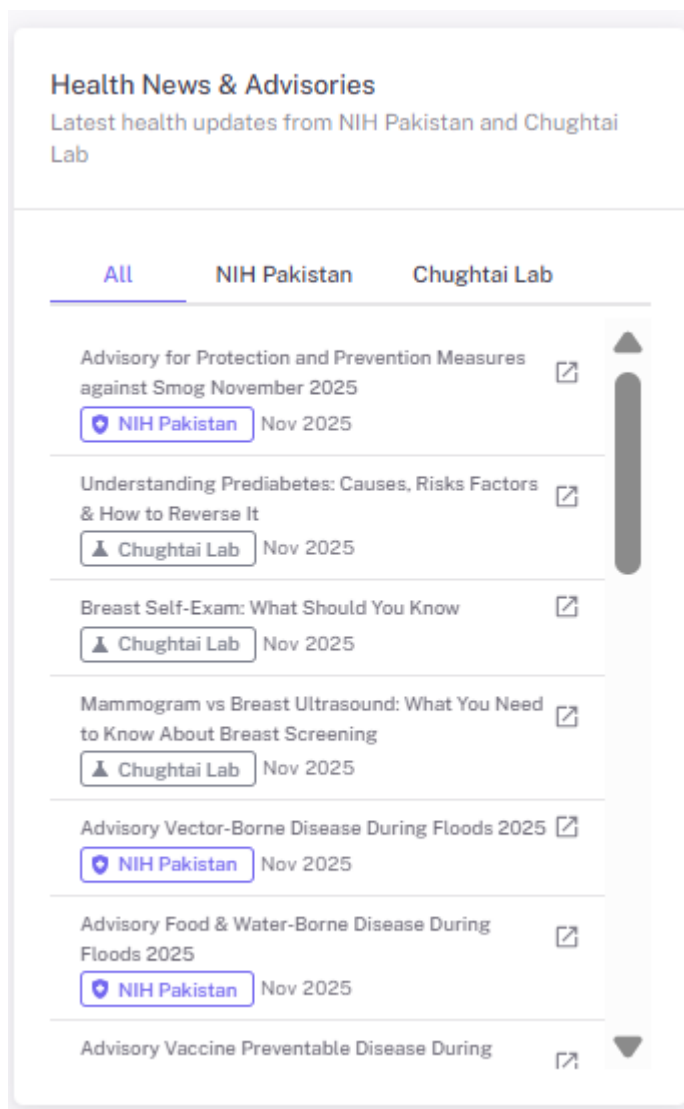 Health News & Advisories
Latest health updates from NIH Pakistan and Chughtai
Lab
All
NIH Pakistan
Chughtai Lab
Advisory for Protection and Prevention Measures
against Smog November 2025
NIH Pakistan Nov 2025
Understanding Prediabetes: Causes, Risks Factors
& How to Reverse It
Chughtai Lab Nov 2025
Breast Self-Exam: What Should You Know
Chughtai Lab Nov 2025
Mammogram vs Breast Ultrasound: What You Need
to Know About Breast Screening
Chughtai Lab Nov 2025
Advisory Vector-Borne Disease During Floods 2025
NIH Pakistan Nov 2025
Advisory Food & Water-Borne Disease During
Floods 2025
NIH Pakistan Nov 2025
Advisory Vaccine Preventable Disease During